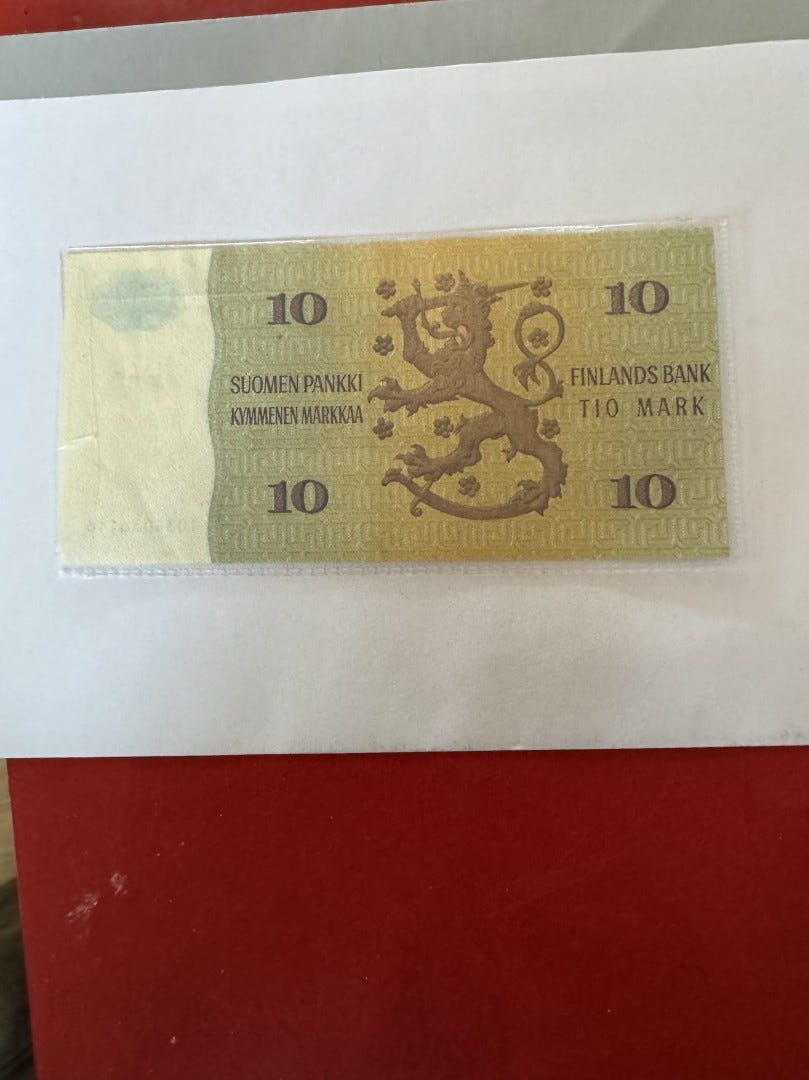 10
10
SUOMEN PANKKI
FINLANDS BANK
KYMMENEN MARKKAA
TIO MARK
10
10